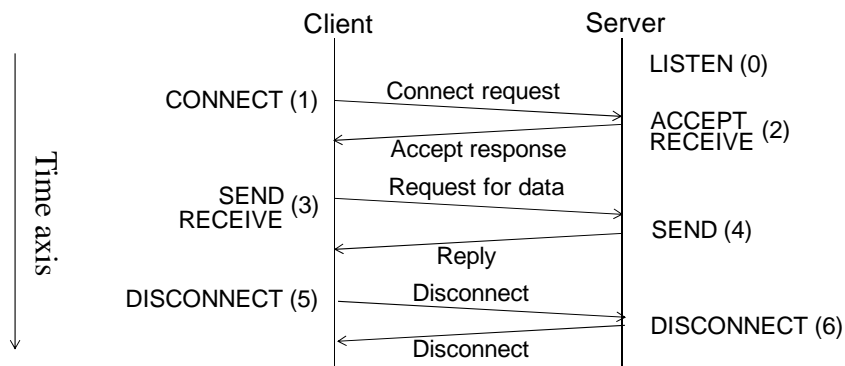 Client
Server
LISTEN (0)
CONNECT (1)
Connect request
ACCEPT
RECEIVE (2)
Accept response
Time axis
SEND
RECEIVE (3)
Request for data
SEND (4)
Reply
DISCONNECT (5)
Disconnect
DISCONNECT (6)
Disconnect